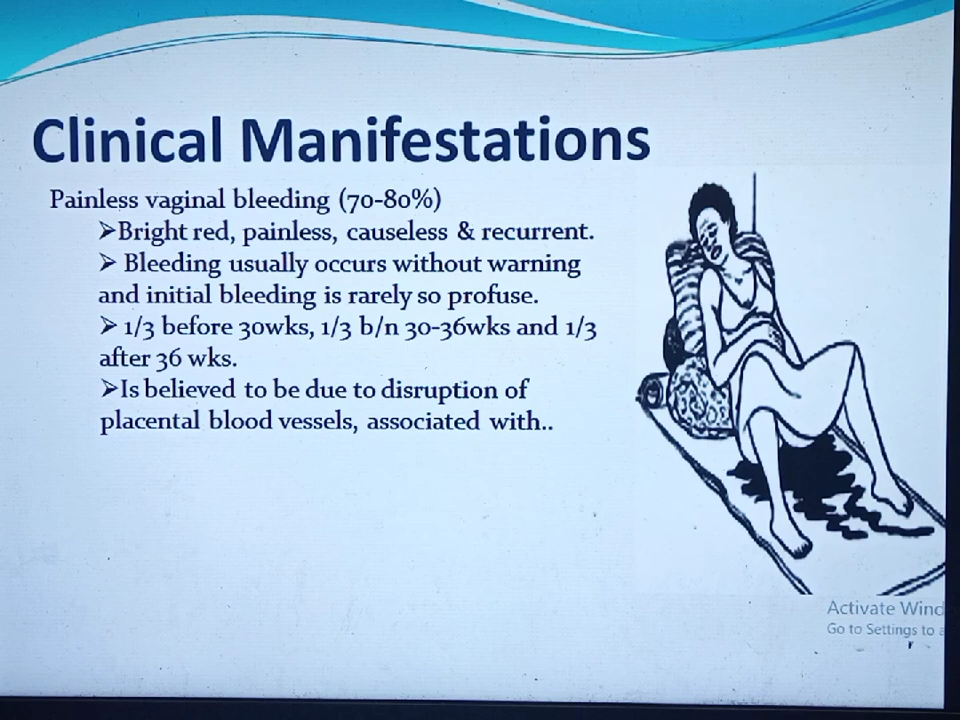 Clinical Manifestations
Painless vaginal bleeding (70-80%)
➢Bright red, painless, causeless & recurrent.
➢ Bleeding usually occurs without warning
and initial bleeding is rarely so profuse.
➢ 1/3 before 30wks, 1/3 b/n 30-36wks and 1/3
after 36 wks.
➢Is believed to be due to disruption of
placental blood vessels, associated with..
Activate Wind
Go to Settings to a